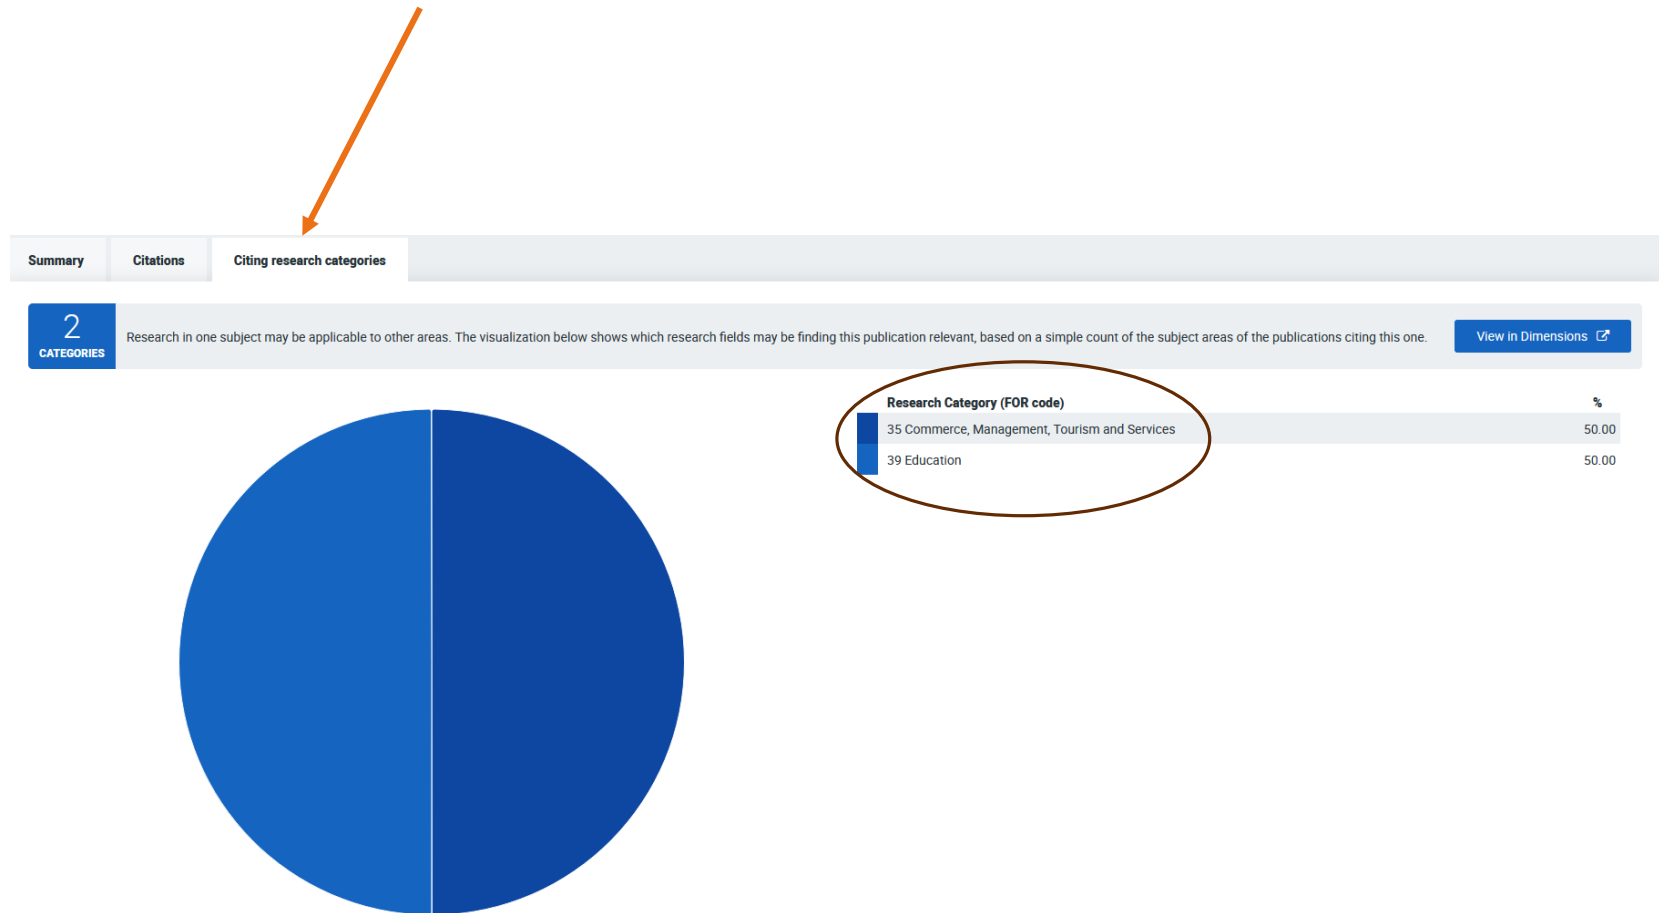 Summary Citations Citing research categories
2
CATEGORIES
Research in one subject may be applicable to other areas. The visualization below shows which research fields may be finding this publication relevant, based on a simple count of the subject areas of the publications citing this one.
View in Dimensions
Research Category (FOR code) %
35 Commerce, Management, Tourism and Services 50.00
39 Education 50.00